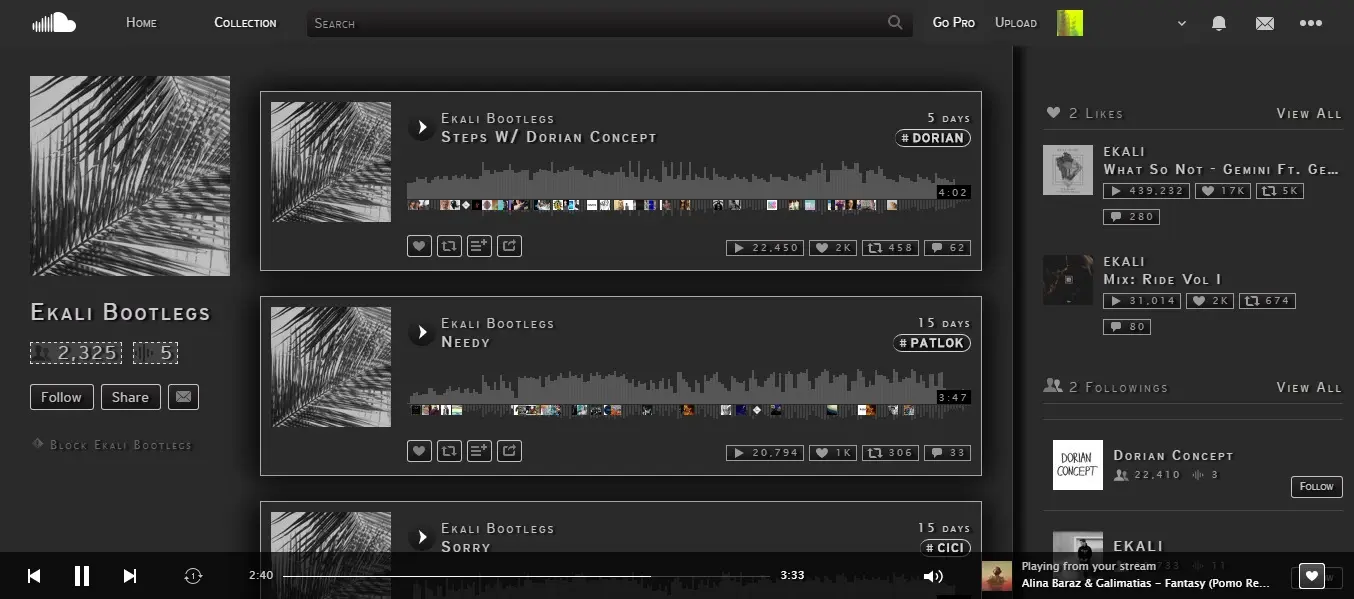 Home
Collection
Search
Go Pro
Upload
Ekali Bootlegs
2,325
5
Follow
Share
Block Ekali Bootlegs
Ekali Bootlegs
5 days
Steps W/ Dorian Concept
# DORIAN
4:02
22,450
2K
458
62
Ekali Bootlegs
15 days
Needy
# PATLOK
3:47
20,794
1K
306
33
Ekali Bootlegs
15 days
Sorry
# CICI
2 Likes
View All
EKALI
What So Not - Gemini Ft. Ge...
439,232
17K
5K
280
EKALI
Mix: Ride Vol I
31,014
2K
674
80
2 Followings
View All
DORIAN
CONCEPT
Dorian Concept
22,410
3
Follow
EKALI
11
1
2:40
3:33
Playing from your stream
Alina Baraz & Galimatias – Fantasy (Pomo Re...